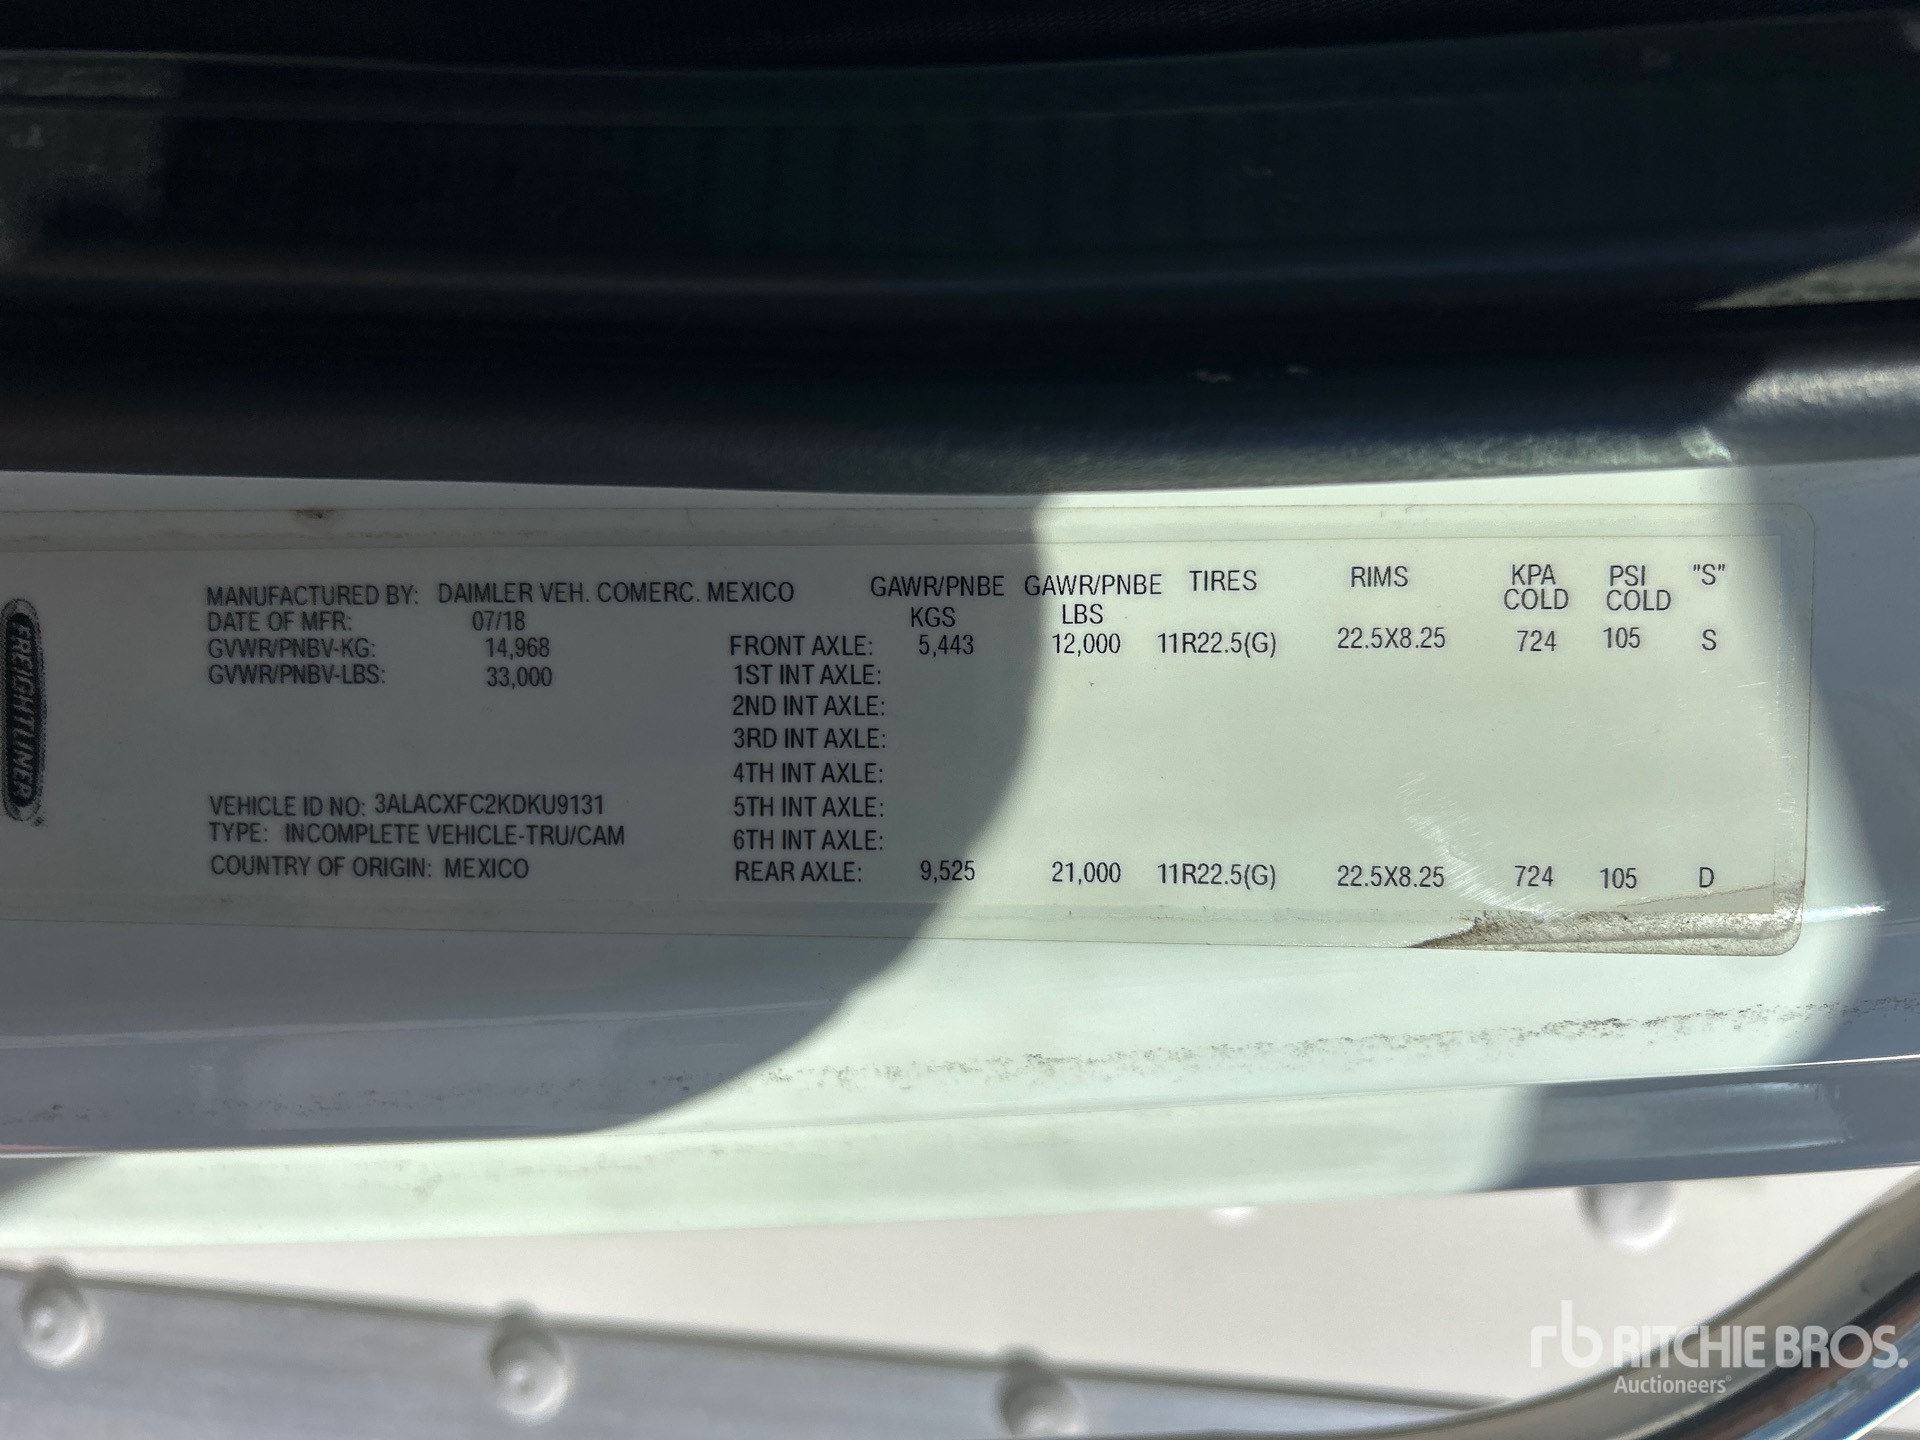 FREIGHTLINER
MANUFACTURED BY: DAIMLER VEH. COMERC. MEXICO
DATE OF MFR: 07/18
GVWR/PNBV-KG: 14,968
GVWR/PNBV-LBS: 33,000
VEHICLE ID NO: 3ALACXFC2KDKU9131
TYPE: INCOMPLETE VEHICLE-TRU/CAM
COUNTRY OF ORIGIN: MEXICO
GAWR/PNBE GAWR/PNBE TIRES RIMS KPA PSI "S"
KGS LBS COLD COLD
FRONT AXLE: 5,443 12,000 11R22.5(G) 22.5X8.25 724 105 S
1ST INT AXLE:
2ND INT AXLE:
3RD INT AXLE:
4TH INT AXLE:
5TH INT AXLE:
6TH INT AXLE:
REAR AXLE: 9,525 21,000 11R22.5(G) 22.5X8.25 724 105 D
rb RITCHIE BROS.
Auctioneers